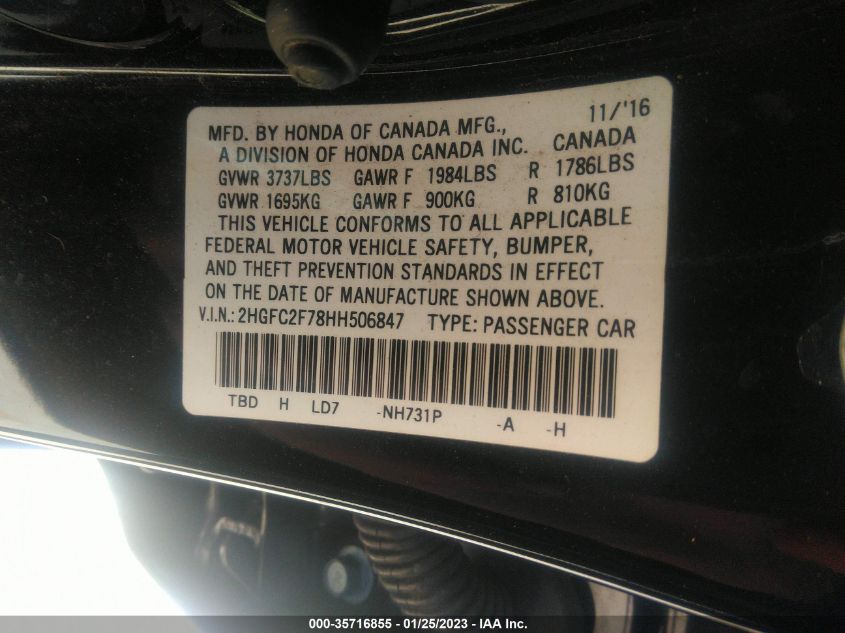 11/'16
MFD. BY HONDA OF CANADA MFG.,
A DIVISION OF HONDA CANADA INC. CANADA
GVWR 3737LBS GAWR F 1984LBS R 1786LBS
GVWR 1695KG GAWR F 900KG R 810KG
THIS VEHICLE CONFORMS TO ALL APPLICABLE
FEDERAL MOTOR VEHICLE SAFETY, BUMPER,
AND THEFT PREVENTION STANDARDS IN EFFECT
ON THE DATE OF MANUFACTURE SHOWN ABOVE.
V.I.N.: 2HGFC2F78HH506847 TYPE: PASSENGER CAR
TBD H LD7 -NH731P -A -H
000-35716855 - 01/25/2023 - IAA Inc.